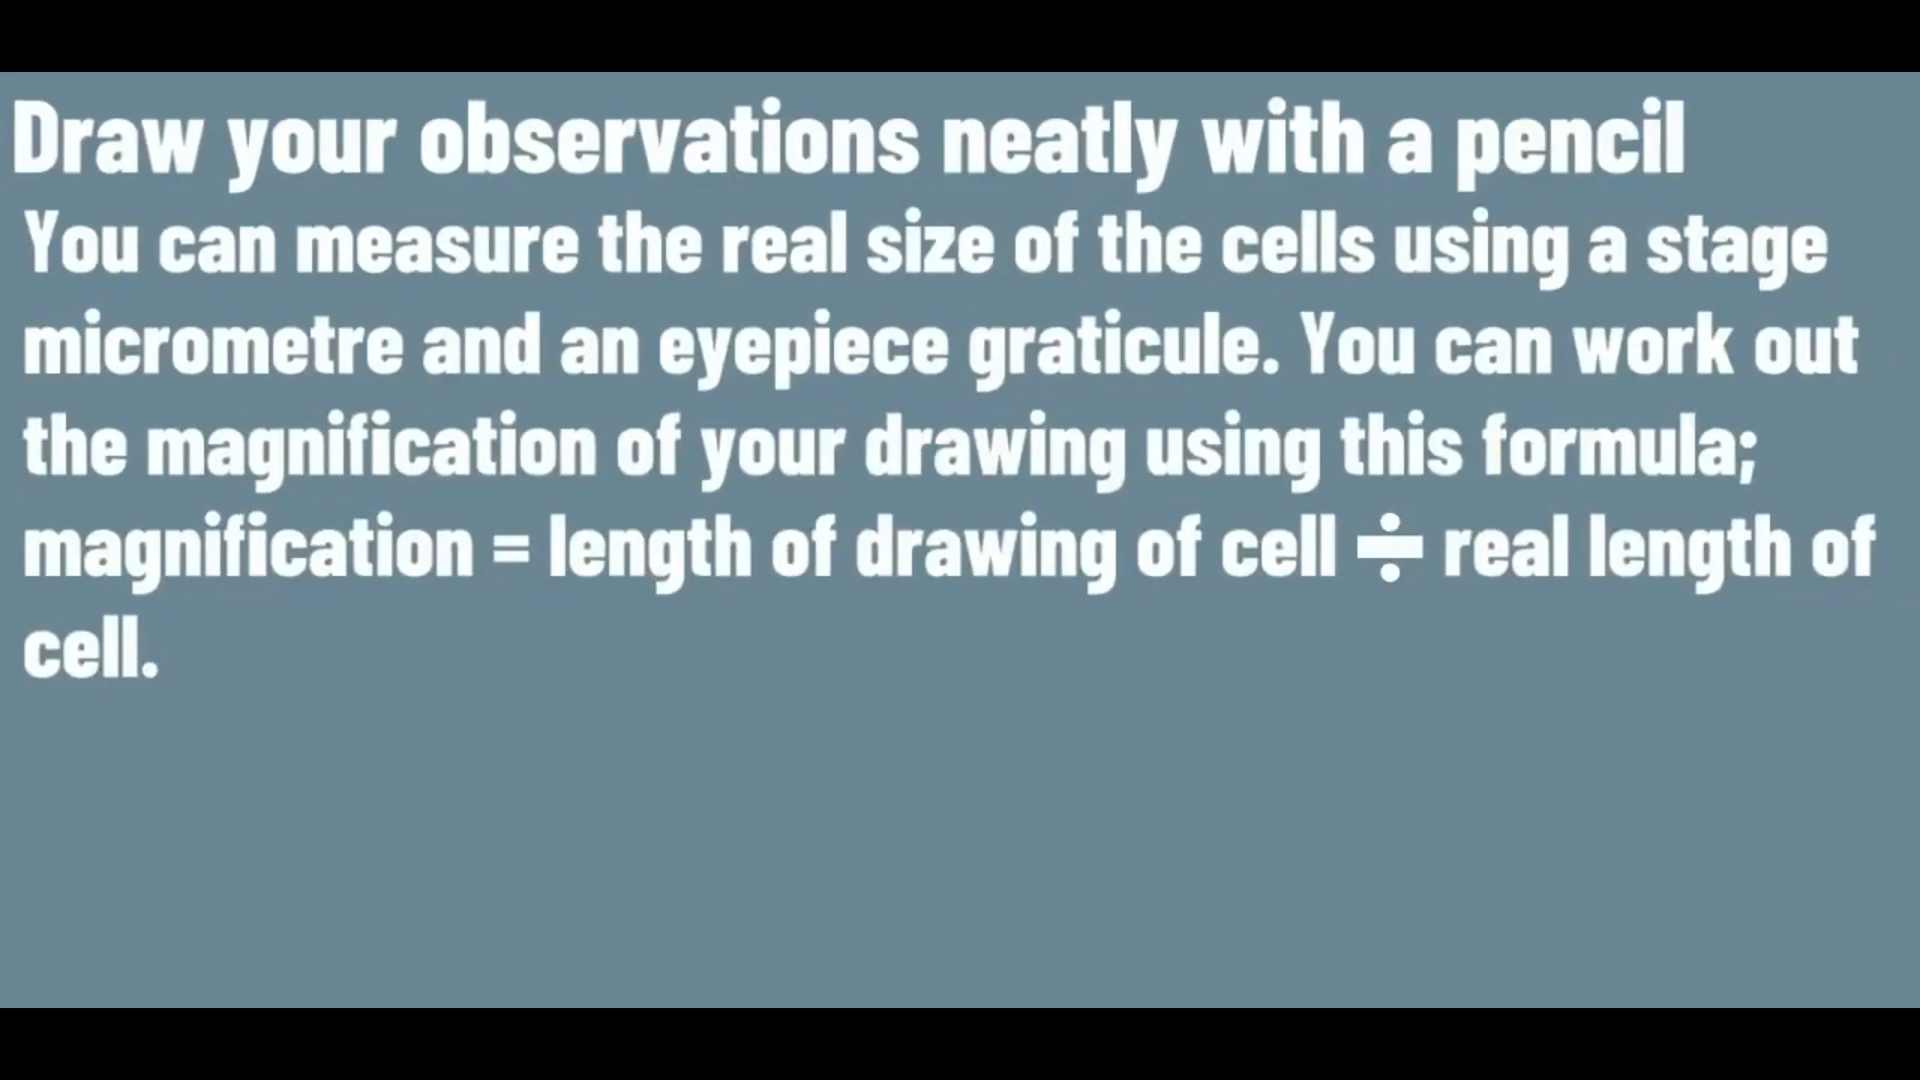 Draw your observations neatly with a pencil
You can measure the real size of the cells using a stage
micrometre and an eyepiece graticule. You can work out
the magnification of your drawing using this formula;
magnification = length of drawing of cell ÷ real length of
cell.